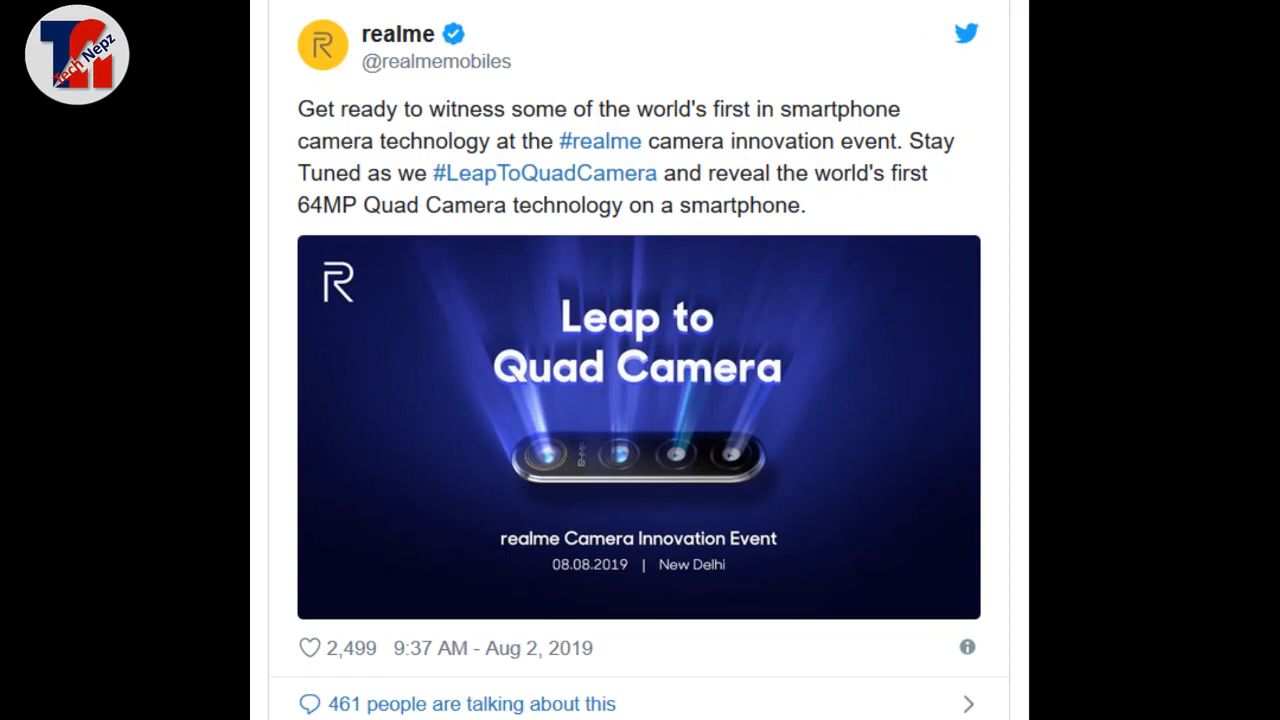 Tech Nepz
realme
@realmemobiles
Get ready to witness some of the world's first in smartphone
camera technology at the #realme camera innovation event. Stay
Tuned as we #LeapToQuadCamera and reveal the world's first
64MP Quad Camera technology on a smartphone.
Leap to
Quad Camera
64MP
realme Camera Innovation Event
08.08.2019 | New Delhi
2,499 9:37 AM - Aug 2, 2019
461 people are talking about this